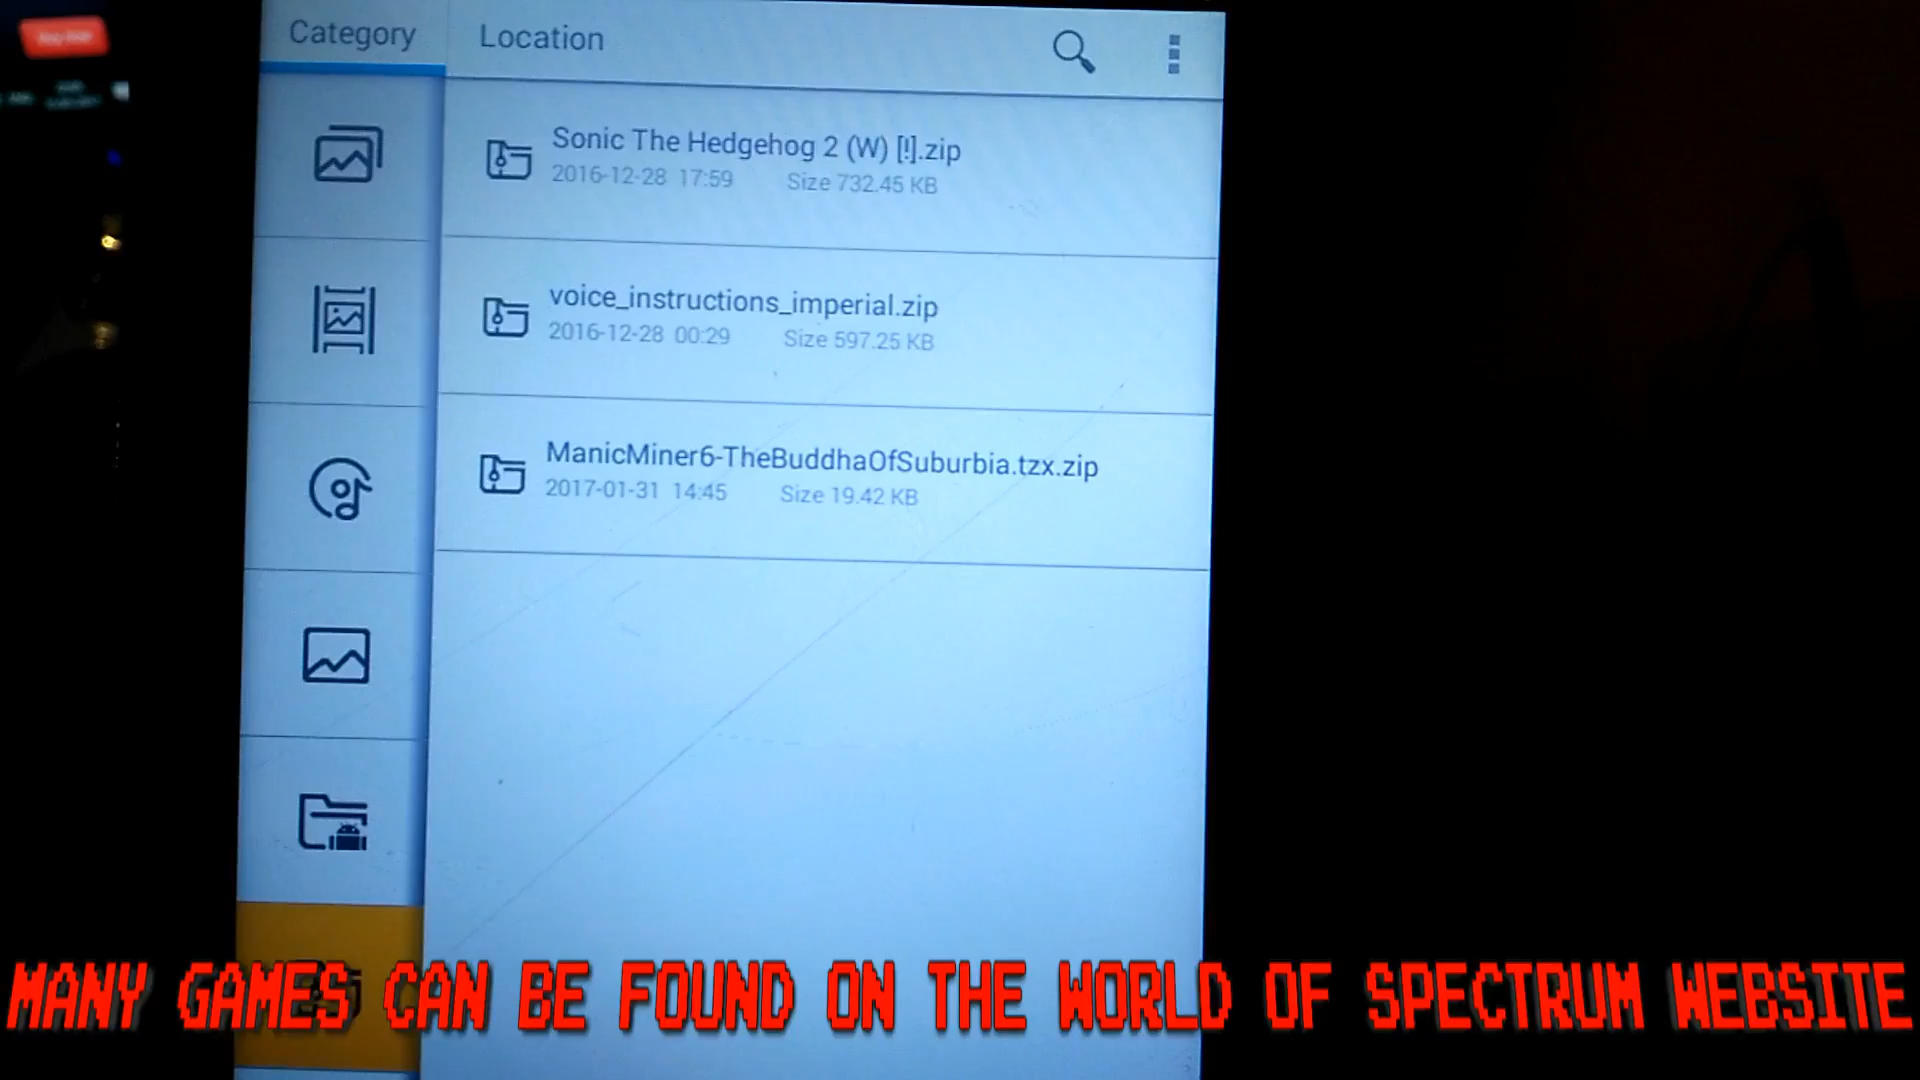 Category
Location
Sonic The Hedgehog 2 (W) [!].zip
2016-12-28 17:59 Size 732.45 KB
voice_instructions_imperial.zip
2016-12-28 00:29 Size 597.25 KB
ManicMiner6-TheBuddhaOfSuburbia.tzx.zip
2017-01-31 14:45 Size 19.42 KB
MANY GAMES CAN BE FOUND ON THE WORLD OF SPECTRUM WEBSITE